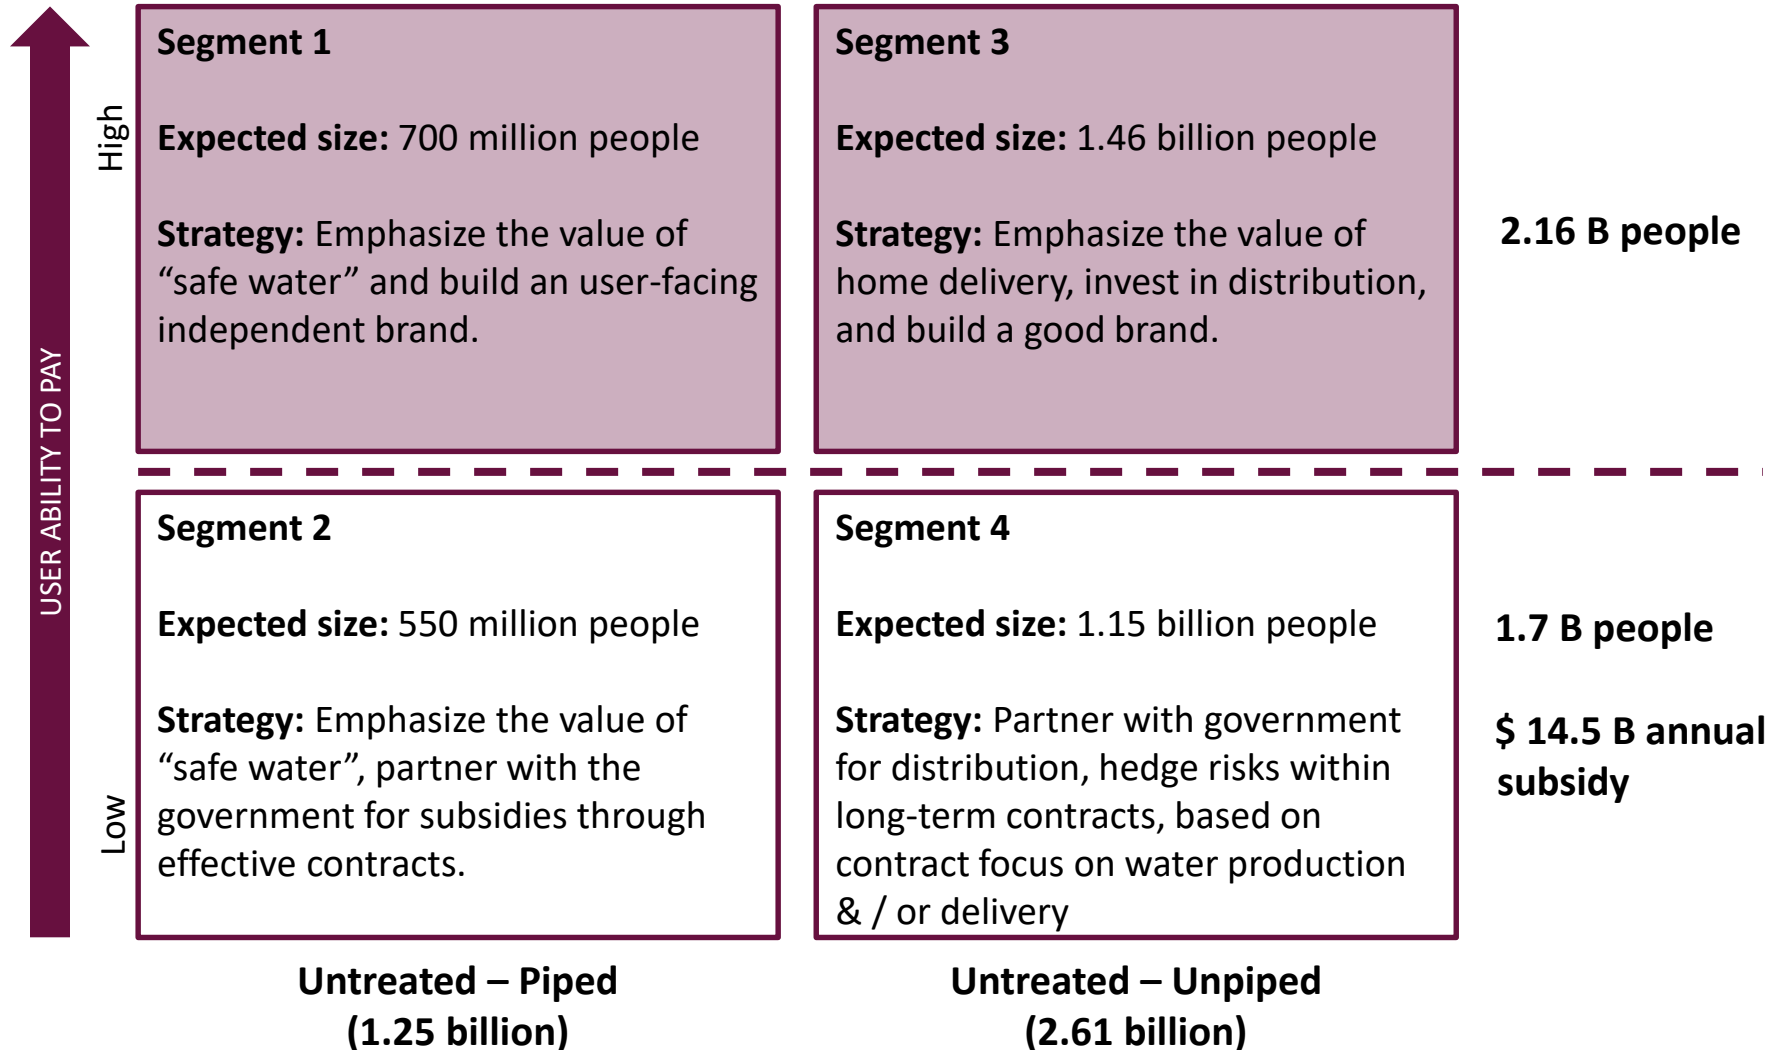 USER ABILITY TO PAY
High
Low
Segment 1
Expected size: 700 million people
Strategy: Emphasize the value of
“safe water” and build an user-facing
independent brand.
Segment 3
Expected size: 1.46 billion people
Strategy: Emphasize the value of
home delivery, invest in distribution,
and build a good brand.
2.16 B people
Segment 2
Expected size: 550 million people
Strategy: Emphasize the value of
“safe water”, partner with the
government for subsidies through
effective contracts.
Segment 4
Expected size: 1.15 billion people
Strategy: Partner with government
for distribution, hedge risks within
long-term contracts, based on
contract focus on water production
& / or delivery
1.7 B people
$ 14.5 B annual
subsidy
Untreated – Piped
(1.25 billion)
Untreated – Unpiped
(2.61 billion)